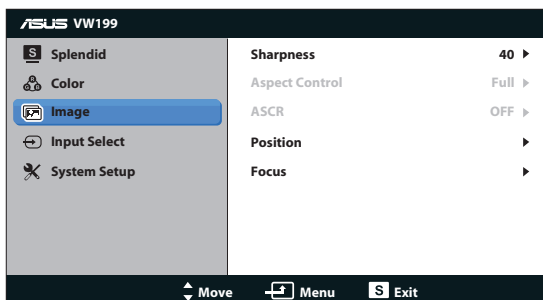 ASUS VW199
S Splendid
Color
Image
Input Select
System Setup
Sharpness 40
Aspect Control Full
ASCR OFF
Position
Focus
Move Menu S Exit